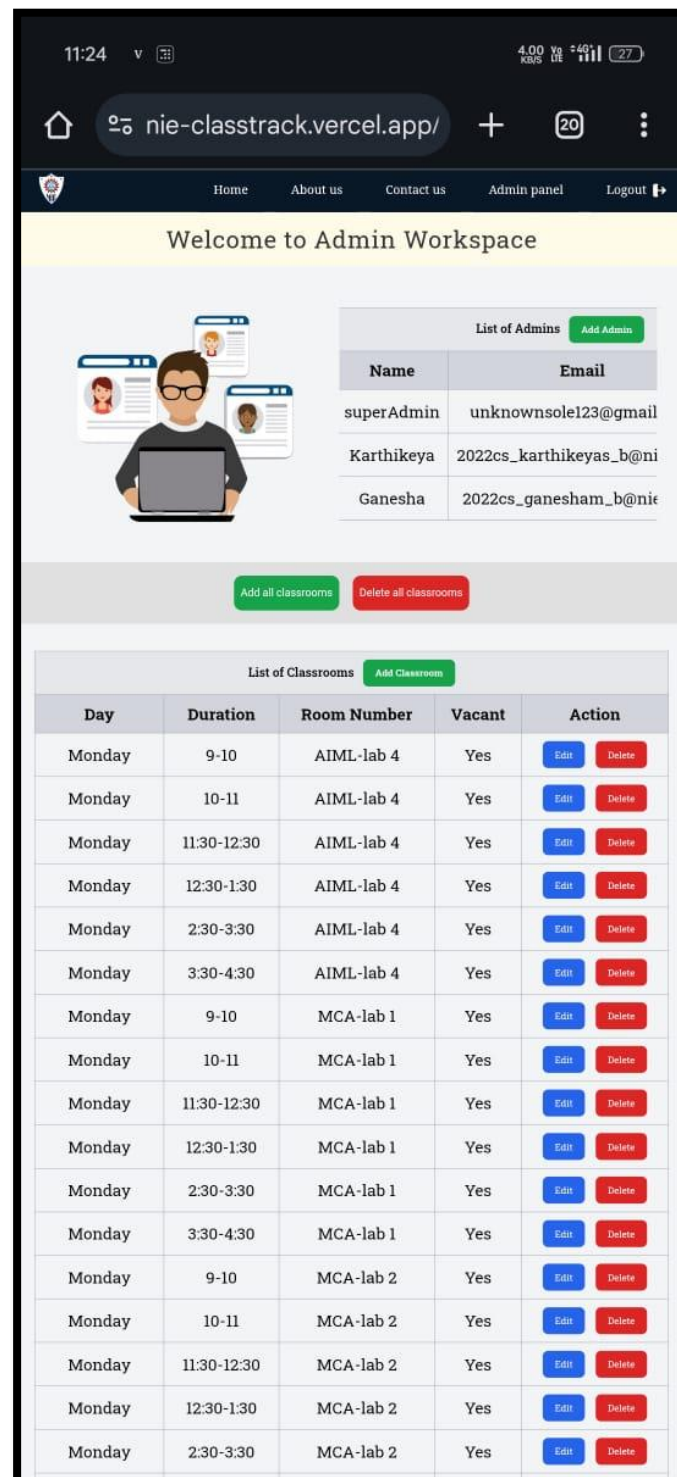 11:24 v
4.00 KB/S Vo LTE 4G 27
nie-classtrack.vercel.app/ 20
Home About us Contact us Admin panel Logout
Welcome to Admin Workspace
List of Admins Add Admin
Name Email
superAdmin unknownsole123@gmail
Karthikeya 2022cs_karthikeyas_b@ni
Ganesha 2022cs_ganesham_b@nie
Add all classrooms Delete all classrooms
List of Classrooms Add Classroom
Day Duration Room Number Vacant Action
Monday 9-10 AIML-lab 4 Yes Edit Delete
Monday 10-11 AIML-lab 4 Yes Edit Delete
Monday 11:30-12:30 AIML-lab 4 Yes Edit Delete
Monday 12:30-1:30 AIML-lab 4 Yes Edit Delete
Monday 2:30-3:30 AIML-lab 4 Yes Edit Delete
Monday 3:30-4:30 AIML-lab 4 Yes Edit Delete
Monday 9-10 MCA-lab 1 Yes Edit Delete
Monday 10-11 MCA-lab 1 Yes Edit Delete
Monday 11:30-12:30 MCA-lab 1 Yes Edit Delete
Monday 12:30-1:30 MCA-lab 1 Yes Edit Delete
Monday 2:30-3:30 MCA-lab 1 Yes Edit Delete
Monday 3:30-4:30 MCA-lab 1 Yes Edit Delete
Monday 9-10 MCA-lab 2 Yes Edit Delete
Monday 10-11 MCA-lab 2 Yes Edit Delete
Monday 11:30-12:30 MCA-lab 2 Yes Edit Delete
Monday 12:30-1:30 MCA-lab 2 Yes Edit Delete
Monday 2:30-3:30 MCA-lab 2 Yes Edit Delete